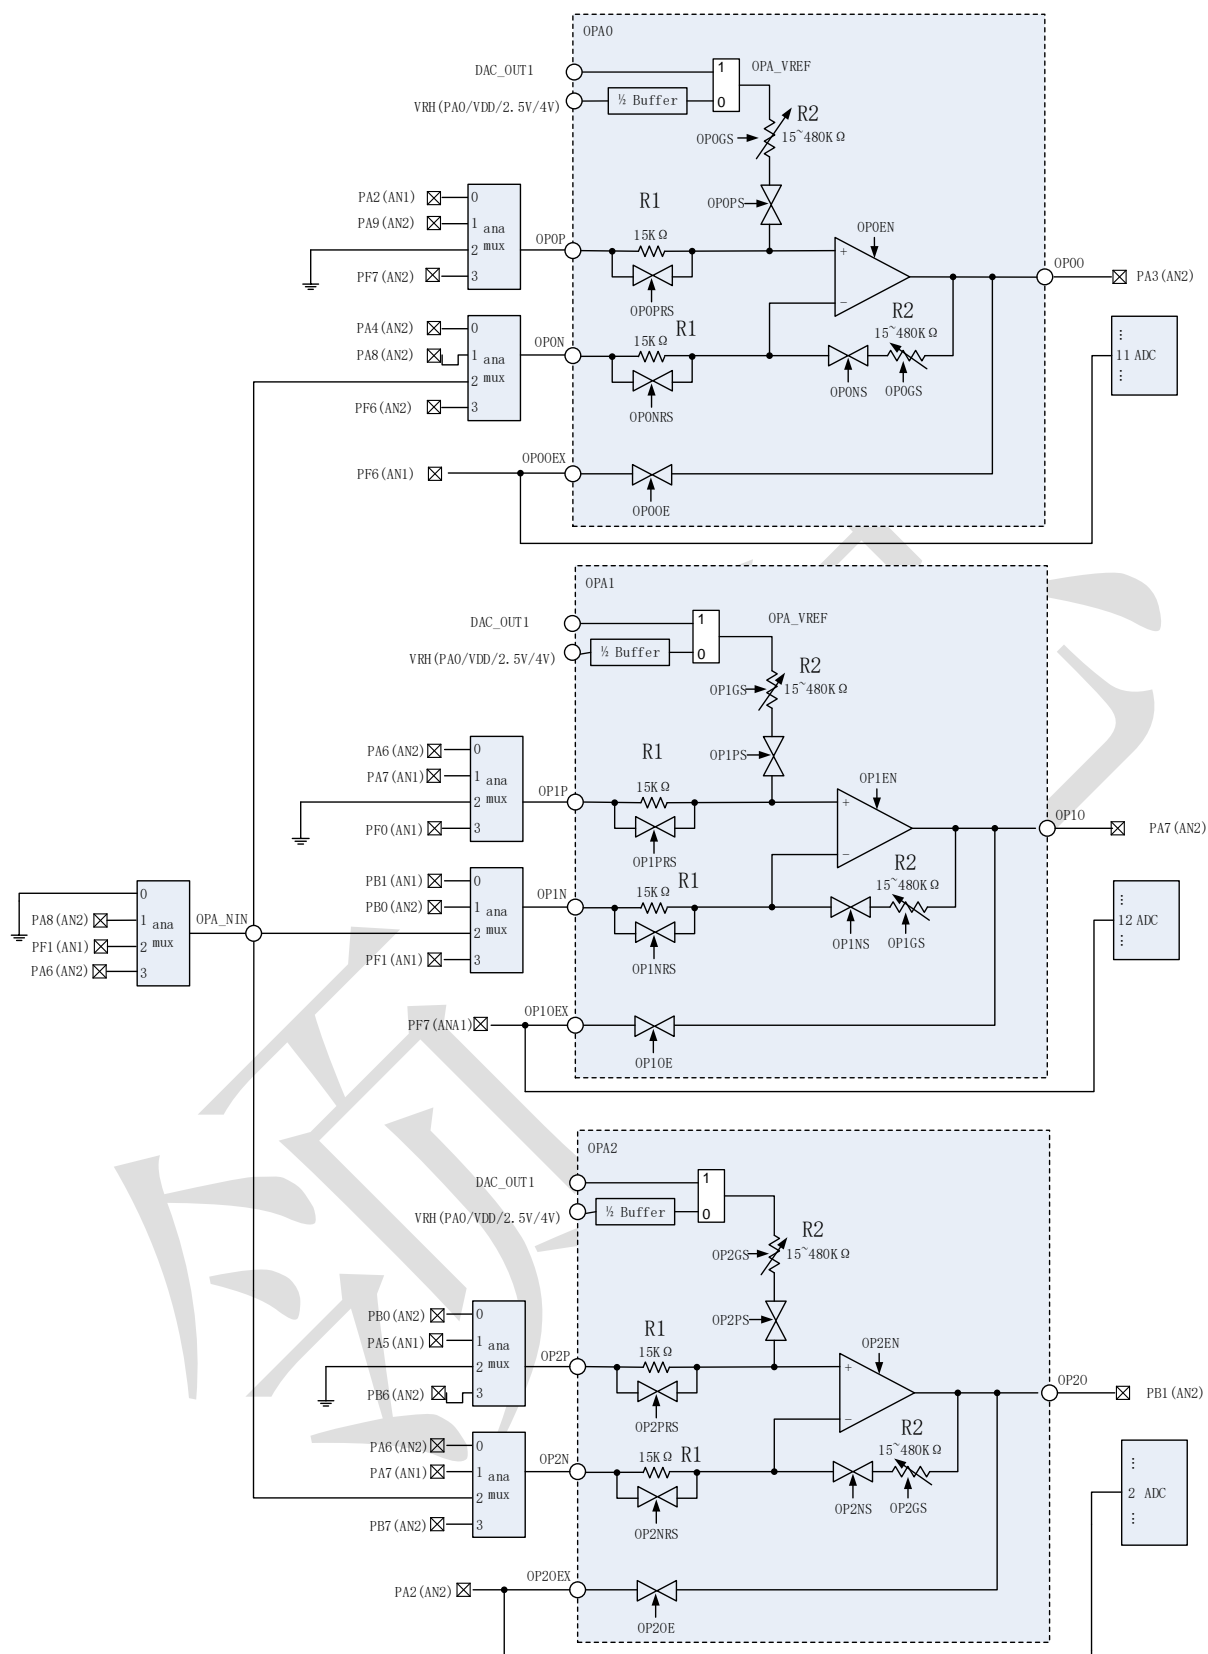 OPA0
DAC_OUT1
1
OPA_VREF
VRH(PA0/VDD/2.5V/4V)
½ Buffer
0
R2
OP0GS
15~480KΩ
PA2(AN1)
0
R1
OP0PS
PA9(AN2)
1
ana
mux
OP0P
15KΩ
OP0EN
2
+
OP0O
PF7(AN2)
3
PA3(AN2)
OP0PRS
−
R2
PA4(AN2)
0
R1
15~480KΩ
⋮
PA8(AN2)
1
ana
mux
OP0N
15KΩ
11 ADC
2
⋮
OP0NS
OP0GS
PF6(AN2)
3
OP0NRS
OP0OEX
PF6(AN1)
OP0OE
OPA1
DAC_OUT1
1
OPA_VREF
VRH(PA0/VDD/2.5V/4V)
½ Buffer
0
R2
OP1GS
15~480KΩ
PA6(AN2)
0
R1
OP1PS
PA7(AN1)
1
ana
mux
OP1P
15KΩ
OP1EN
2
+
OP1O
PF0(AN1)
3
PA7(AN2)
OP1PRS
−
R2
PB1(AN1)
0
R1
15~480KΩ
0
OP1N
15KΩ
⋮
PB0(AN2)
1
ana
mux
PA8(AN2)
1
ana
mux
OPA_NIN
12 ADC
2
⋮
PF1(AN1)
2
OP1NS
OP1GS
PF1(AN1)
3
PA6(AN2)
3
OP1NRS
OP1OEX
PF7(ANA1)
OP1OE
OPA2
DAC_OUT1
1
VRH(PA0/VDD/2.5V/4V)
½ Buffer
0
R2
OP2GS
15~480KΩ
PB0(AN2)
0
OP2PS
R1
PA5(AN1)
1
ana
mux
OP2P
15KΩ
OP2EN
2
+
OP2O
PB6(AN2)
3
PB1(AN2)
OP2PRS
−
R2
PA6(AN2)
0
R1
15~480KΩ
OP2N
15KΩ
⋮
PA7(AN1)
1
ana
mux
2 ADC
2
OP2NS
OP2GS
⋮
PB7(AN2)
3
OP2NRS
OP2OEX
PA2(AN2)
OP2OE